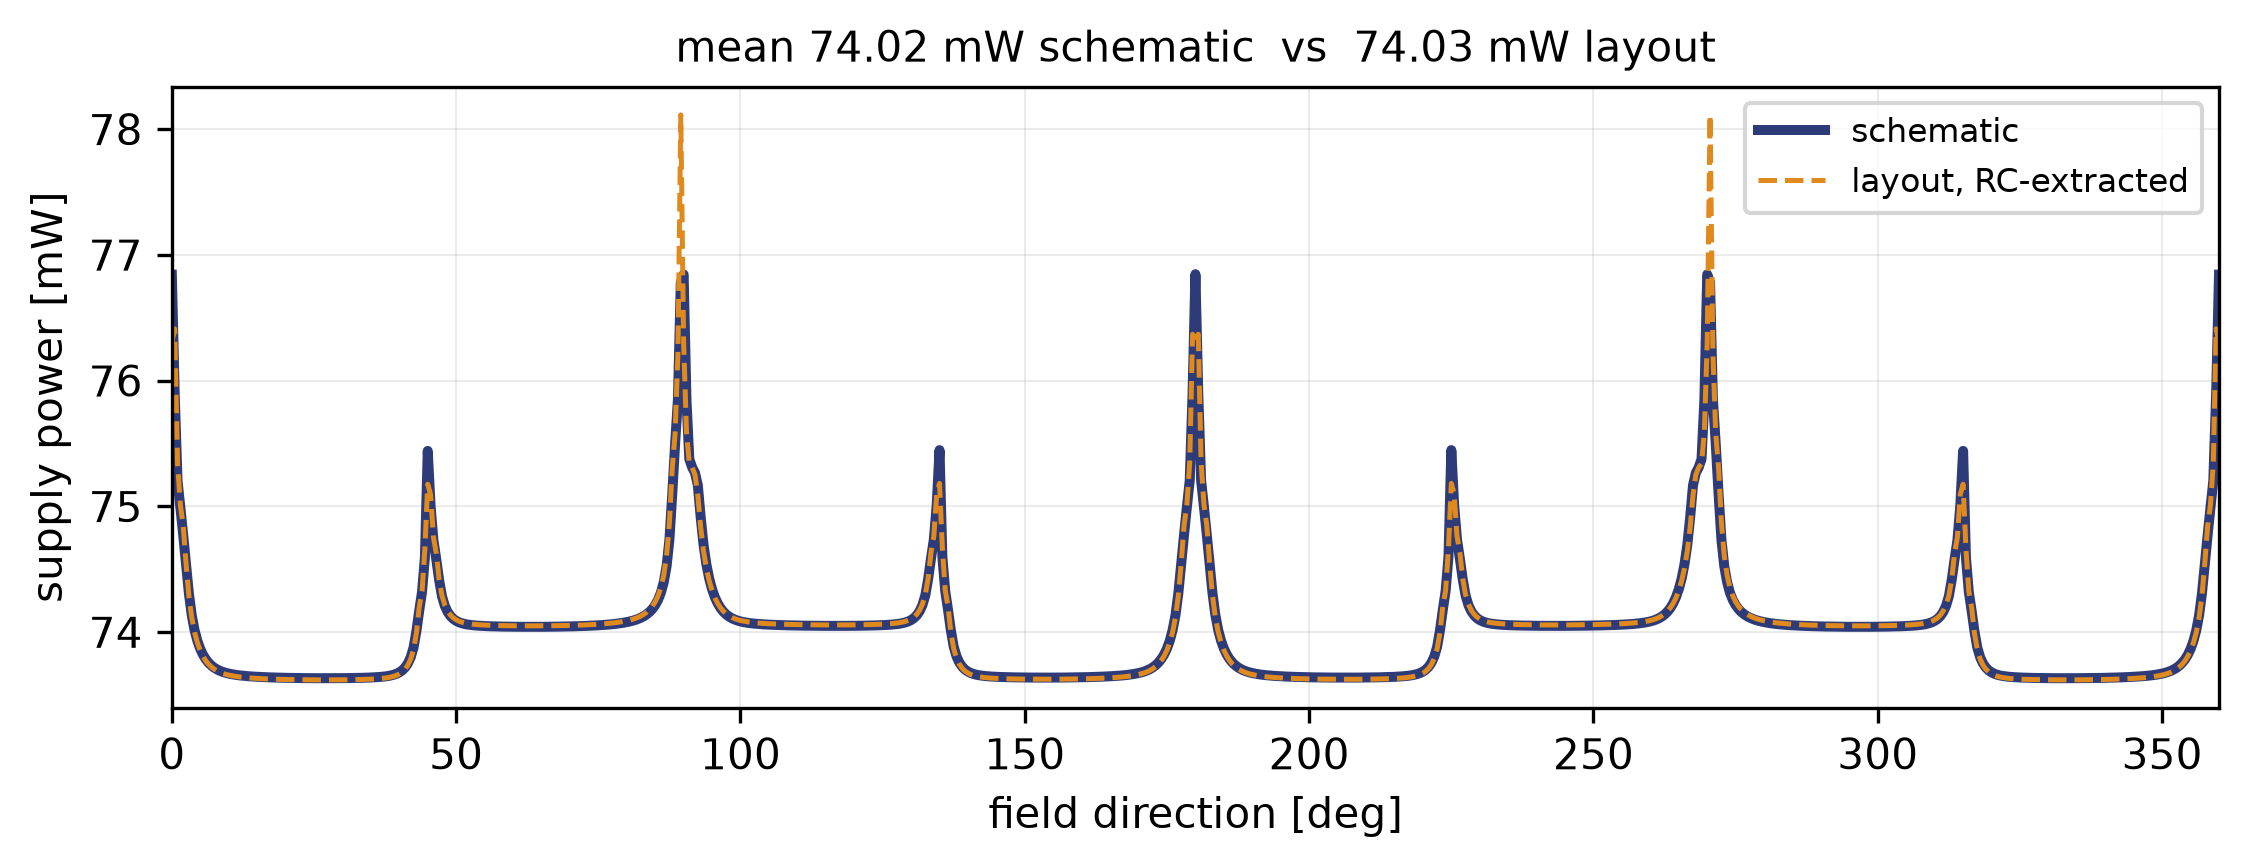 mean 74.02 mW schematic  vs  74.03 mW layout
supply power [mW]
78
77
76
75
74
schematic
layout, RC-extracted
0 50 100 150 200 250 300 350
field direction [deg]